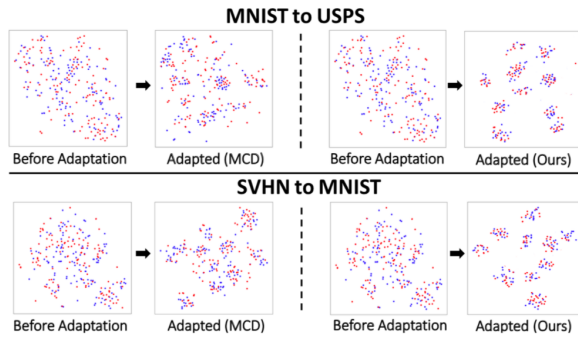 MNIST to USPS
Before Adaptation
Adapted (MCD)
Before Adaptation
Adapted (Ours)
SVHN to MNIST
Before Adaptation
Adapted (MCD)
Before Adaptation
Adapted (Ours)